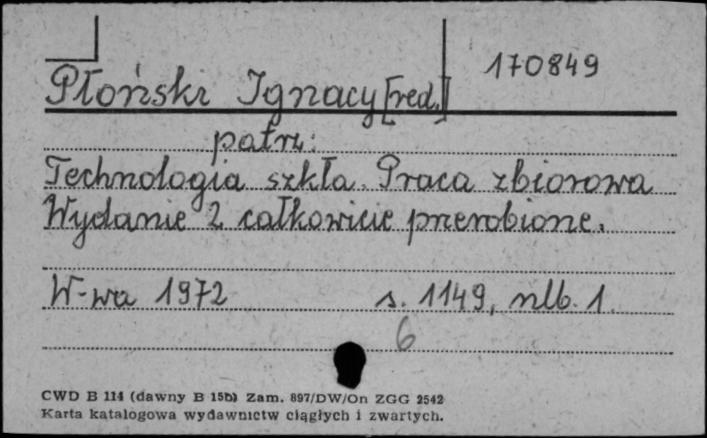 170849
Płoński Ignacy [red.]
patrz:
Technologia szkła. Praca zbiorowa
Wydanie 2 całkowicie przerobione.
W-wa 1972 s. 1149, nlb. 1.
6
CWD B 114 (dawny B 15b) Zam. 897/DW/On ZGG 2542
Karta katalogowa wydawnictw ciągłych i zwartych.